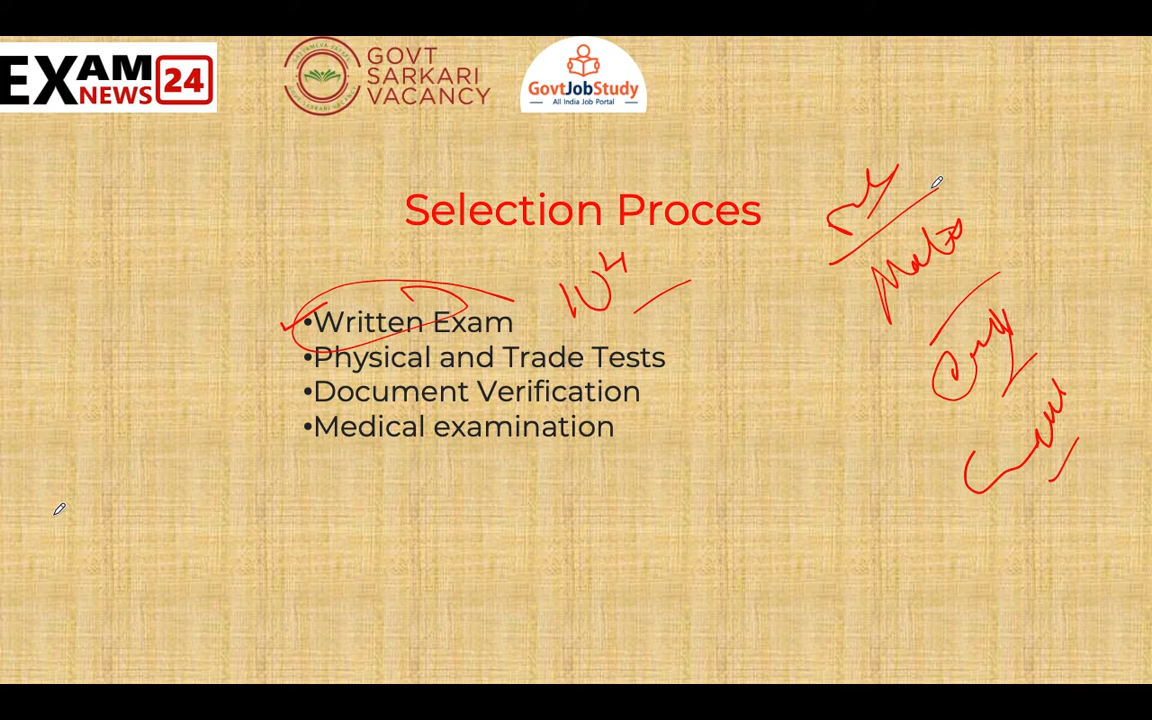 EXAM
NEWS 24
GOVT
SARKARI
VACANCY
GovtJobStudy
All India Job Portal
Selection Proces
•Written Exam
•Physical and Trade Tests
•Document Verification
•Medical examination
Maths